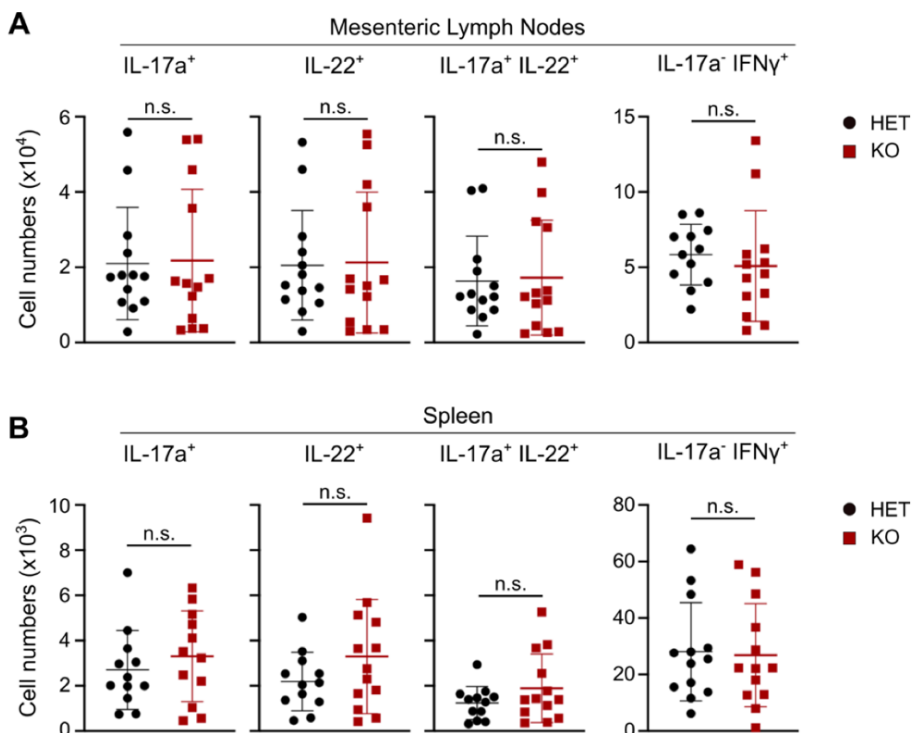 A
Mesenteric Lymph Nodes
IL-17a⁺ IL-22⁺ IL-17a⁺ IL-22⁺ IL-17a⁻ IFNγ⁺
Cell numbers (x10⁴)
6
4
2
0
n.s.
n.s.
n.s.
15
10
5
0
n.s.
HET
KO
B
Spleen
IL-17a⁺ IL-22⁺ IL-17a⁺ IL-22⁺ IL-17a⁻ IFNγ⁺
Cell numbers (x10³)
10
8
6
4
2
0
n.s.
n.s.
n.s.
80
60
40
20
0
n.s.
HET
KO